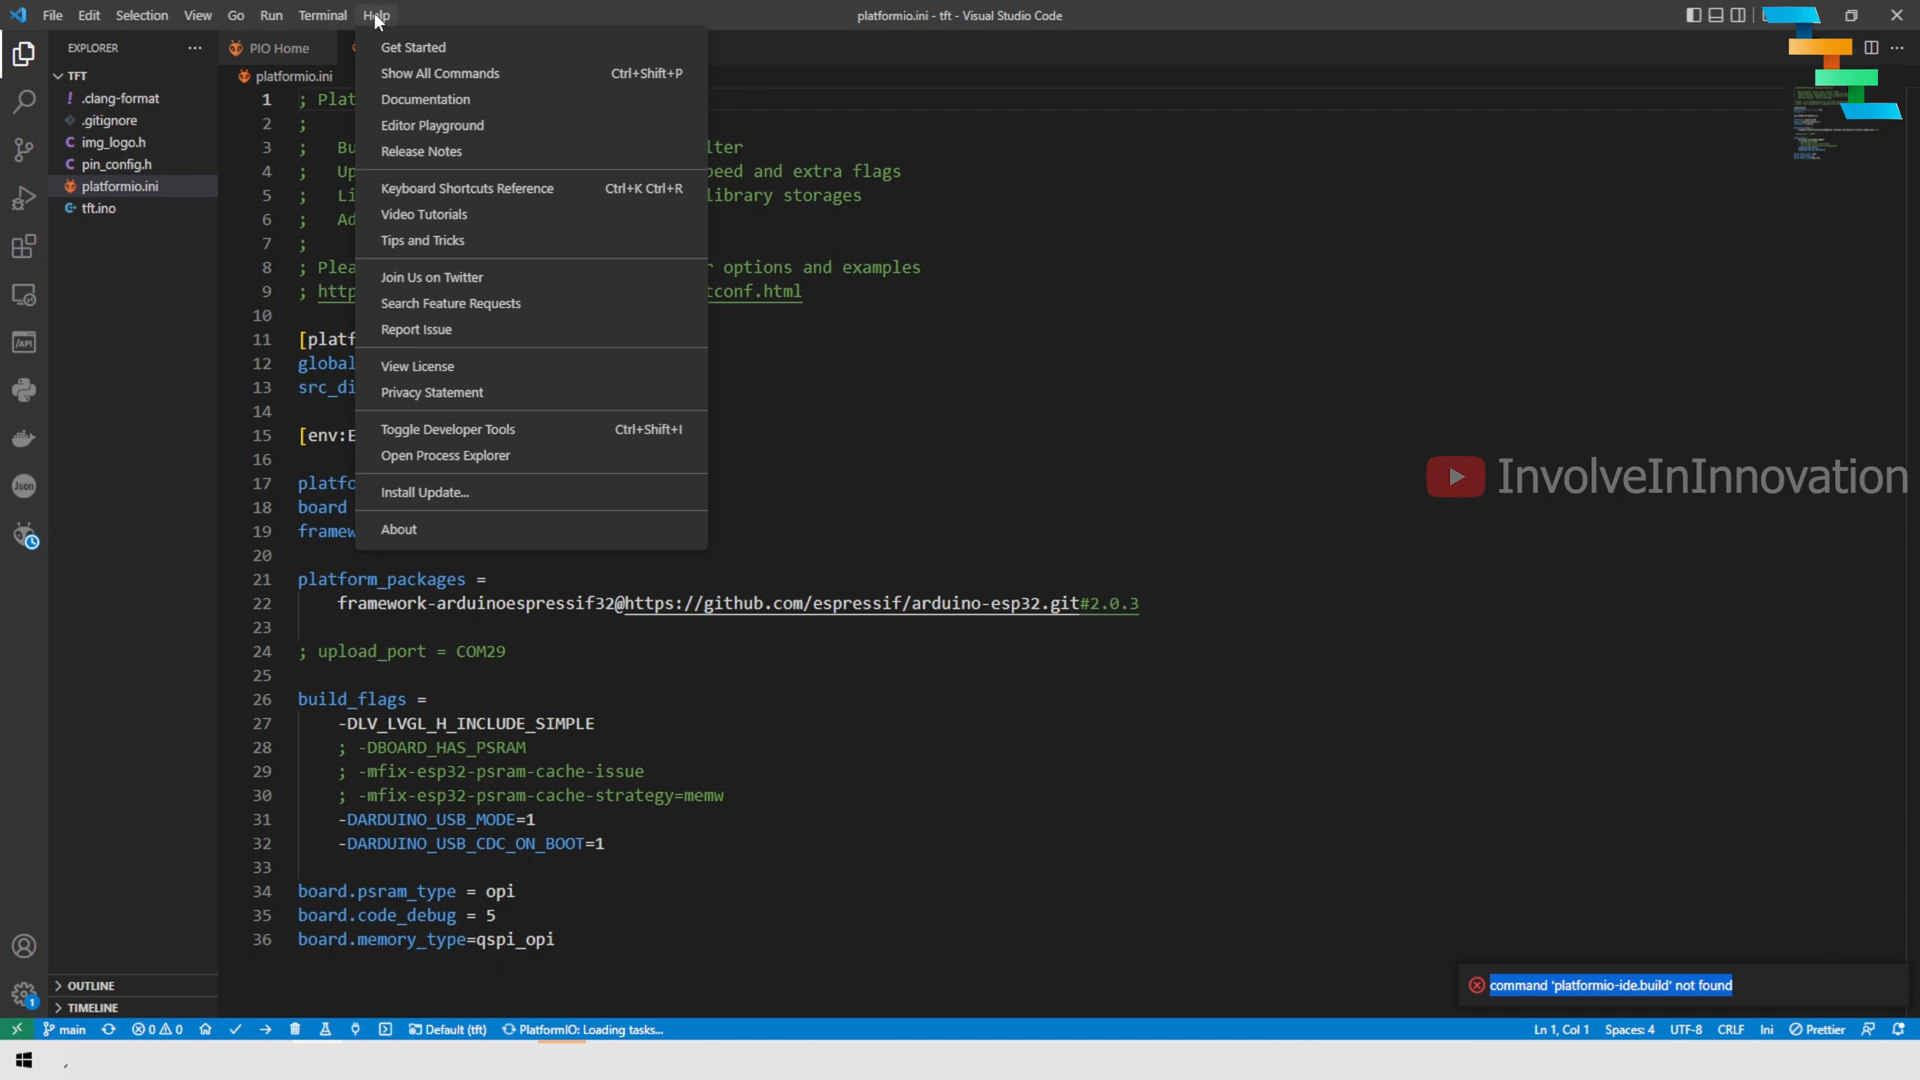 File Edit Selection View Go Run Terminal Help
platformio.ini - tft - Visual Studio Code
EXPLORER
TFT
! .clang-format
.gitignore
C img_logo.h
C pin_config.h
platformio.ini
tft.ino
OUTLINE
TIMELINE
/API
Json
1
PIO Home
platformio.ini
Get Started
Show All Commands Ctrl+Shift+P
Documentation
Editor Playground
Release Notes
Keyboard Shortcuts Reference Ctrl+K Ctrl+R
Video Tutorials
Tips and Tricks
Join Us on Twitter
Search Feature Requests
Report Issue
View License
Privacy Statement
Toggle Developer Tools Ctrl+Shift+I
Open Process Explorer
Install Update...
About
1 ; Plat
2 ;
3 ; Bu lter
4 ; Up peed and extra flags
5 ; Li library storages
6 ; Ad
7 ;
8 ; Plea r options and examples
9 ; http tconf.html
10
11 [platf
12 global
13 src_di
14
15 [env:E
16
17 platfo
18 board
19 framew
20
21 platform_packages =
22 framework-arduinoespressif32@https://github.com/espressif/arduino-esp32.git#2.0.3
23
24 ; upload_port = COM29
25
26 build_flags =
27 -DLV_LVGL_H_INCLUDE_SIMPLE
28 ; -DBOARD_HAS_PSRAM
29 ; -mfix-esp32-psram-cache-issue
30 ; -mfix-esp32-psram-cache-strategy=memw
31 -DARDUINO_USB_MODE=1
32 -DARDUINO_USB_CDC_ON_BOOT=1
33
34 board.psram_type = opi
35 board.code_debug = 5
36 board.memory_type=qspi_opi
InvolveInInnovation
command 'platformio-ide.build' not found
main 0 0 Default (tft) PlatformIO: Loading tasks... Ln 1, Col 1 Spaces: 4 UTF-8 CRLF Ini Prettier